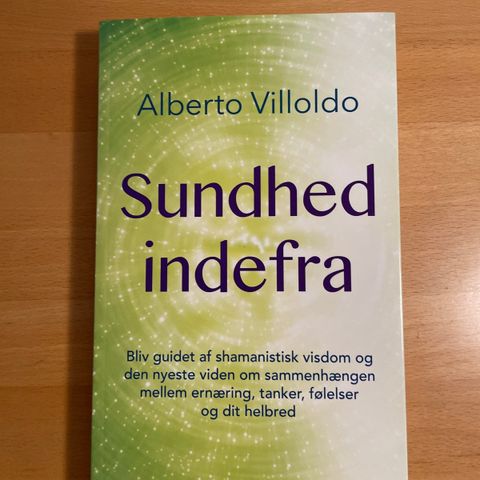 Alberto Villoldo
Sundhed
indefra
Bliv guidet af shamanistisk visdom og
den nyeste viden om sammenhængen
mellem ernæring, tanker, følelser
og dit helbred